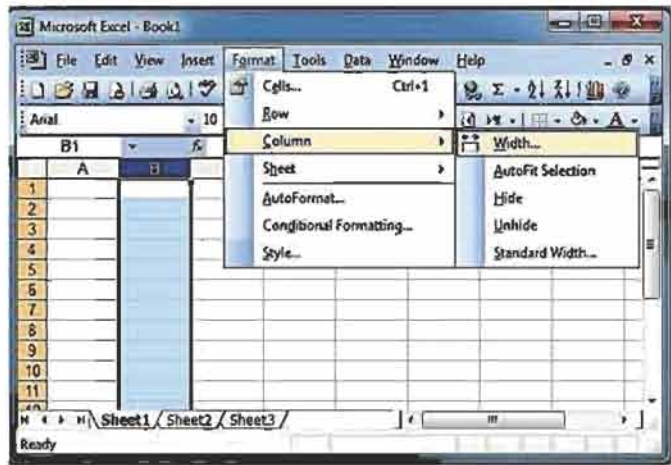 Microsoft Excel - Book1
File Edit View Insert Format Tools Data Window Help
Arial 10
B1 fx
Cells... Ctrl+1
Row
Column
Sheet
AutoFormat...
Conditional Formatting...
Style...
Width...
AutoFit Selection
Hide
Unhide
Standard Width...
A B
1
2
3
4
5
6
7
8
9
10
11
Sheet1 Sheet2 Sheet3
Ready